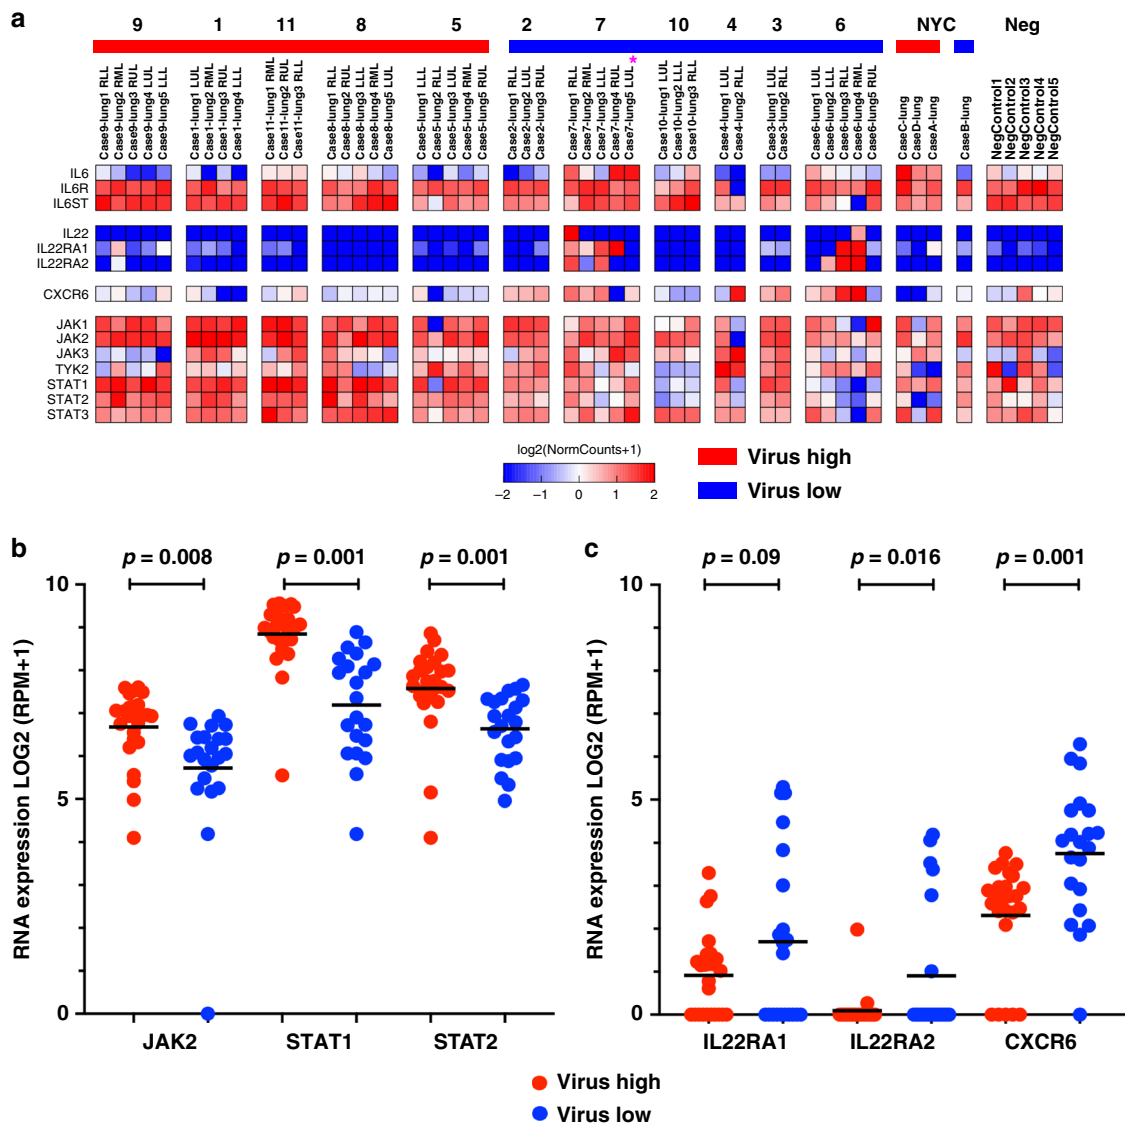 a
9 1 11 8 5 2 7 10 4 3 6 NYC Neg
*
Case9-lung1 RLL
Case9-lung2 RML
Case9-lung3 RUL
Case9-lung4 LUL
Case9-lung5 LLL
Case1-lung1 LUL
Case1-lung2 RML
Case1-lung3 RUL
Case1-lung4 LLL
Case11-lung1 RML
Case11-lung2 RUL
Case11-lung3 RLL
Case8-lung1 RLL
Case8-lung2 RUL
Case8-lung3 LLL
Case8-lung4 RML
Case8-lung5 LUL
Case5-lung1 LLL
Case5-lung2 RLL
Case5-lung3 LUL
Case5-lung4 RML
Case5-lung5 RUL
Case2-lung1 RLL
Case2-lung2 LLL
Case2-lung3 RUL
Case7-lung1 RLL
Case7-lung2 RML
Case7-lung3 LLL
Case7-lung4 RUL
Case7-lung5 LUL
Case10-lung1 LUL
Case10-lung2 LLL
Case10-lung3 RLL
Case4-lung1 LUL
Case4-lung2 RLL
Case3-lung1 LUL
Case3-lung2 RLL
Case6-lung1 LUL
Case6-lung2 LLL
Case6-lung3 RLL
Case6-lung4 RML
Case6-lung5 RUL
CaseC-lung
CaseD-lung
CaseA-lung
CaseB-lung
NegControl1
NegControl2
NegControl3
NegControl4
NegControl5
IL6
IL6R
IL6ST
IL22
IL22RA1
IL22RA2
CXCR6
JAK1
JAK2
JAK3
TYK2
STAT1
STAT2
STAT3
log2(NormCounts+1)
−2 −1 0 1 2
Virus high
Virus low
b
p = 0.008 p = 0.001 p = 0.001
RNA expression LOG2 (RPM+1)
10
5
0
JAK2 STAT1 STAT2
c
p = 0.09 p = 0.016 p = 0.001
RNA expression LOG2 (RPM+1)
10
5
0
IL22RA1 IL22RA2 CXCR6
Virus high
Virus low